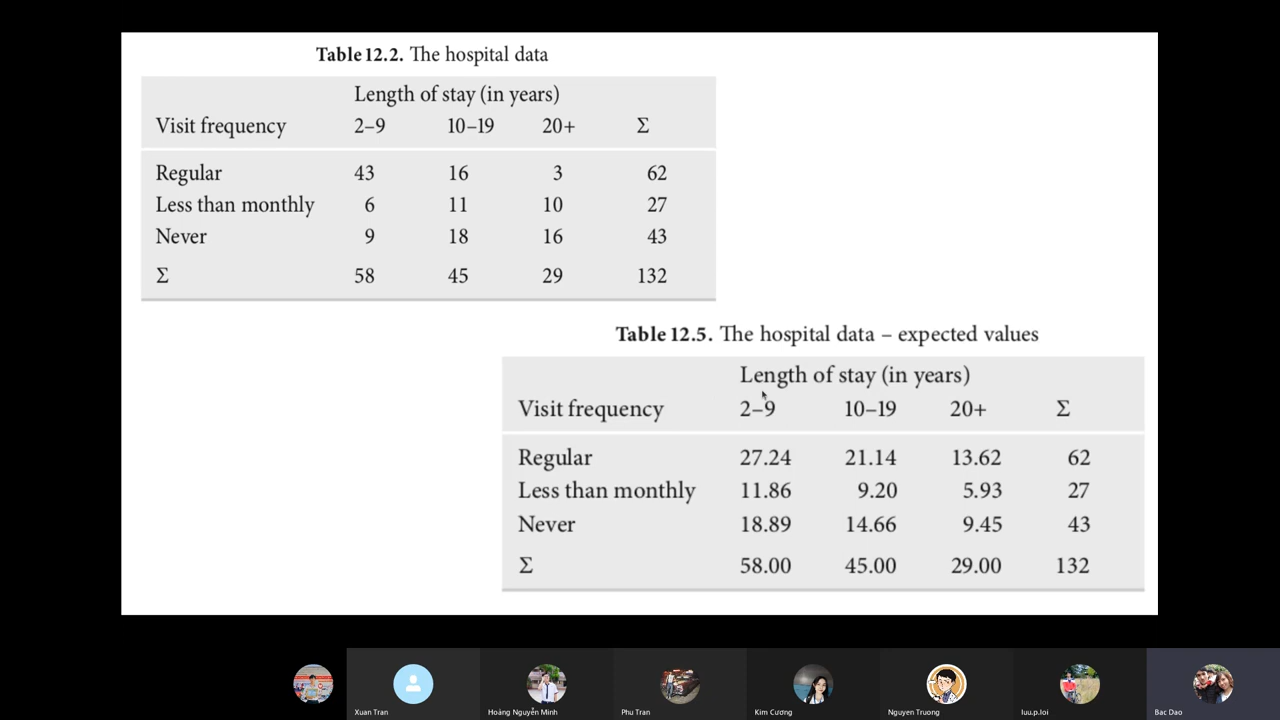 Table 12.2. The hospital data
Length of stay (in years)
Visit frequency 2–9 10–19 20+ Σ
Regular 43 16 3 62
Less than monthly 6 11 10 27
Never 9 18 16 43
Σ 58 45 29 132
Table 12.5. The hospital data – expected values
Length of stay (in years)
Visit frequency 2–9 10–19 20+ Σ
Regular 27.24 21.14 13.62 62
Less than monthly 11.86 9.20 5.93 27
Never 18.89 14.66 9.45 43
Σ 58.00 45.00 29.00 132
Xuan Tran Hoàng Nguyễn Minh Phu Tran Kim Cương Nguyen Truong luu.p.loi Bac Dao